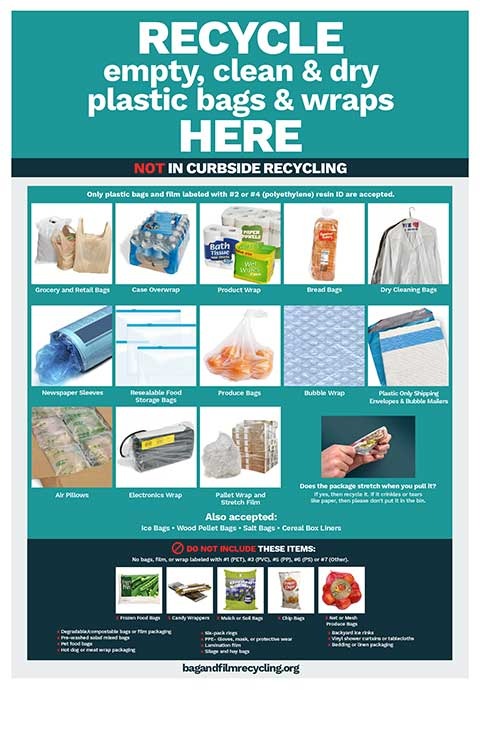 RECYCLE
empty, clean & dry
plastic bags & wraps
HERE
NOT IN CURBSIDE RECYCLING
Only plastic bags and film labeled with #2 or #4 (polyethylene) resin ID are accepted.
Bath
Tissue
PAPER
TOWELS
Wet
Wipes
Grocery and Retail Bags
Case Overwrap
Product Wrap
Bread Bags
Dry Cleaning Bags
Newspaper Sleeves
Resealable Food
Storage Bags
Produce Bags
Bubble Wrap
Plastic Only Shipping
Envelopes & Bubble Mailers
Air Pillows
Electronics Wrap
Pallet Wrap and
Stretch Film
Does the package stretch when you pull it?
If yes, then recycle it. If it crinkles or tears
like paper, then please don't put it in the bin.
Also accepted:
Ice Bags • Wood Pellet Bags • Salt Bags • Cereal Box Liners
DO NOT INCLUDE THESE ITEMS:
No bags, film, or wrap labeled with #1 (PET), #3 (PVC), #5 (PP), #6 (PS) or #7 (Other).
x Frozen Food Bags
x Candy Wrappers
x Mulch or Soil Bags
x Chip Bags
x Net or Mesh
Produce Bags
x Degradable/compostable bags or film packaging
x Pre-washed salad mixed bags
x Pet food bags
x Hot dog or meat wrap packaging
x Six-pack rings
x PPE- Gloves, mask, or protective wear
x Lamination film
x Silage and hay bags
x Backyard ice rinks
x Vinyl shower curtains or tablecloths
x Bedding or linen packaging
bagandfilmrecycling.org